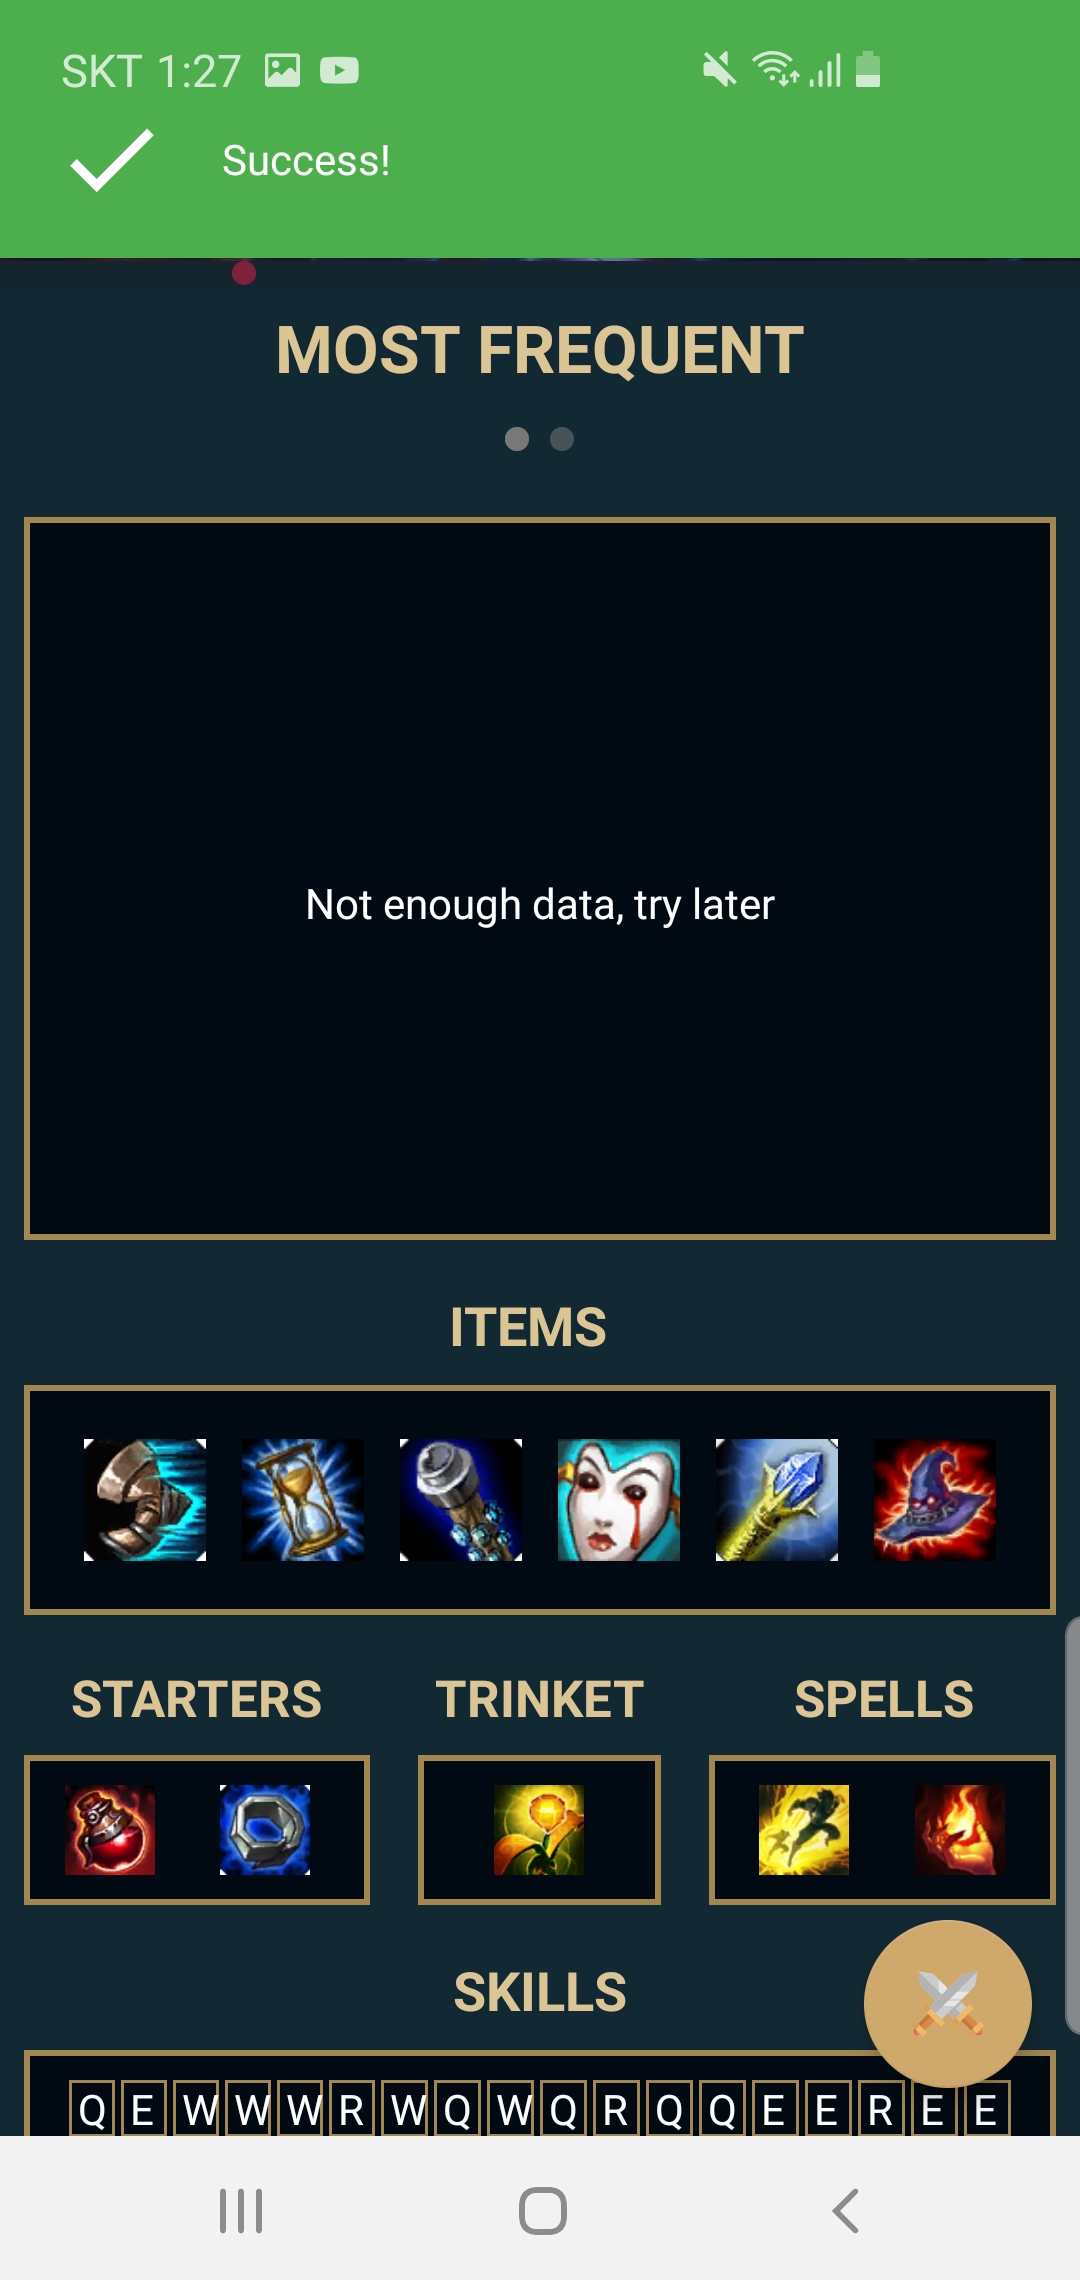 SKT 1:27
Success!
MOST FREQUENT
Not enough data, try later
ITEMS
STARTERS TRINKET SPELLS
SKILLS
Q E W W W R W Q W Q R Q Q E E R E E